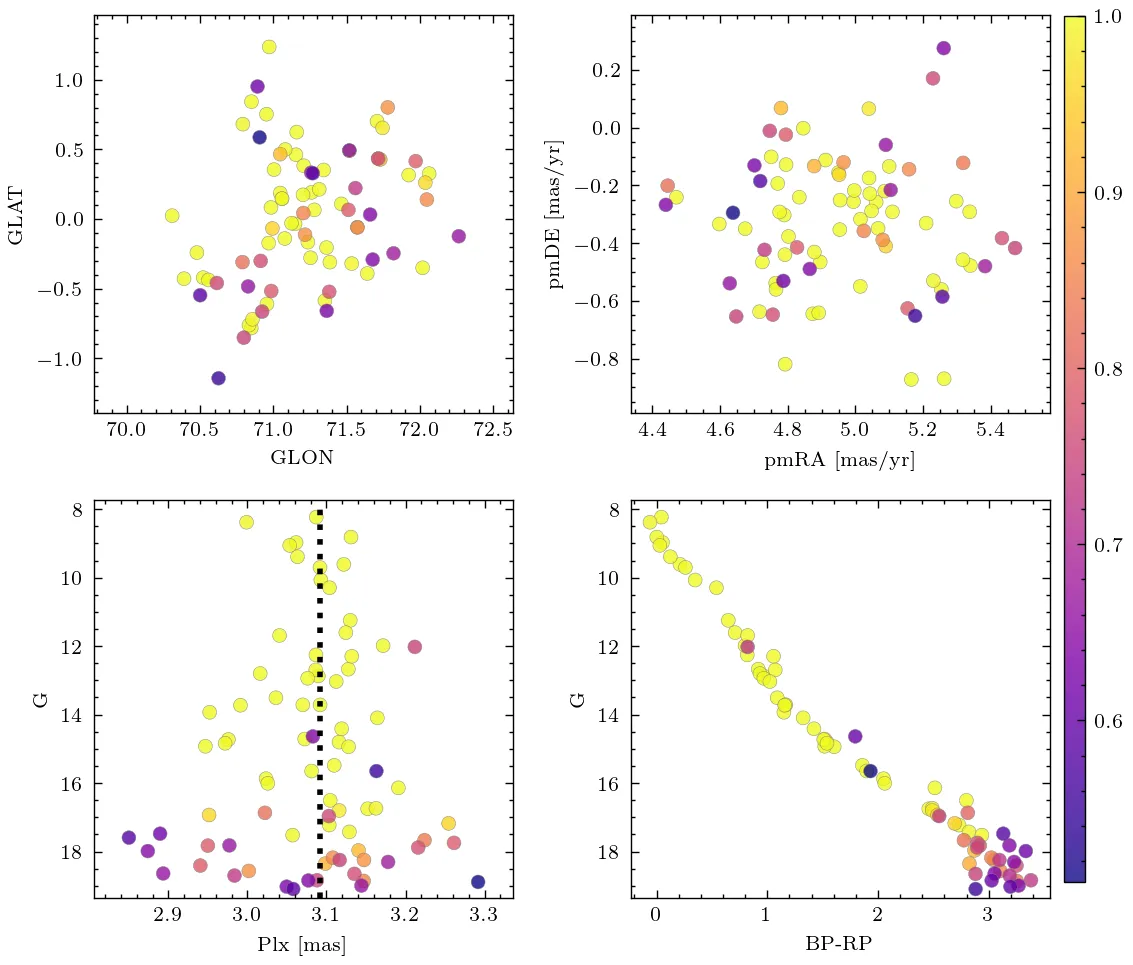 1.0
0.5
0.0
−0.5
−1.0
GLAT
70.0 70.5 71.0 71.5 72.0 72.5
GLON
0.2
0.0
−0.2
−0.4
−0.6
−0.8
pmDE [mas/yr]
4.4 4.6 4.8 5.0 5.2 5.4
pmRA [mas/yr]
8
10
12
14
16
18
G
2.9 3.0 3.1 3.2 3.3
Plx [mas]
8
10
12
14
16
18
G
0 1 2 3
BP-RP
1.0
0.9
0.8
0.7
0.6